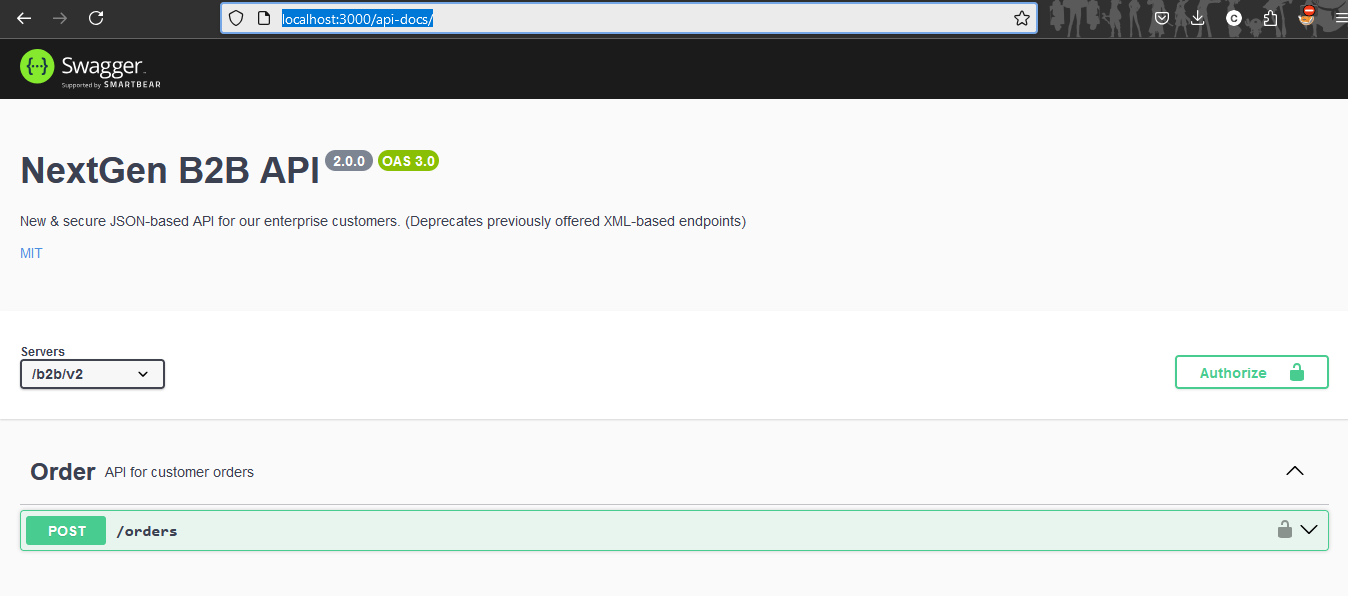 localhost:3000/api-docs/
C
{···} Swagger
Supported by SMARTBEAR
NextGen B2B API 2.0.0 OAS 3.0
New & secure JSON-based API for our enterprise customers. (Deprecates previously offered XML-based endpoints)
MIT
Servers
/b2b/v2
Authorize
Order API for customer orders
POST /orders